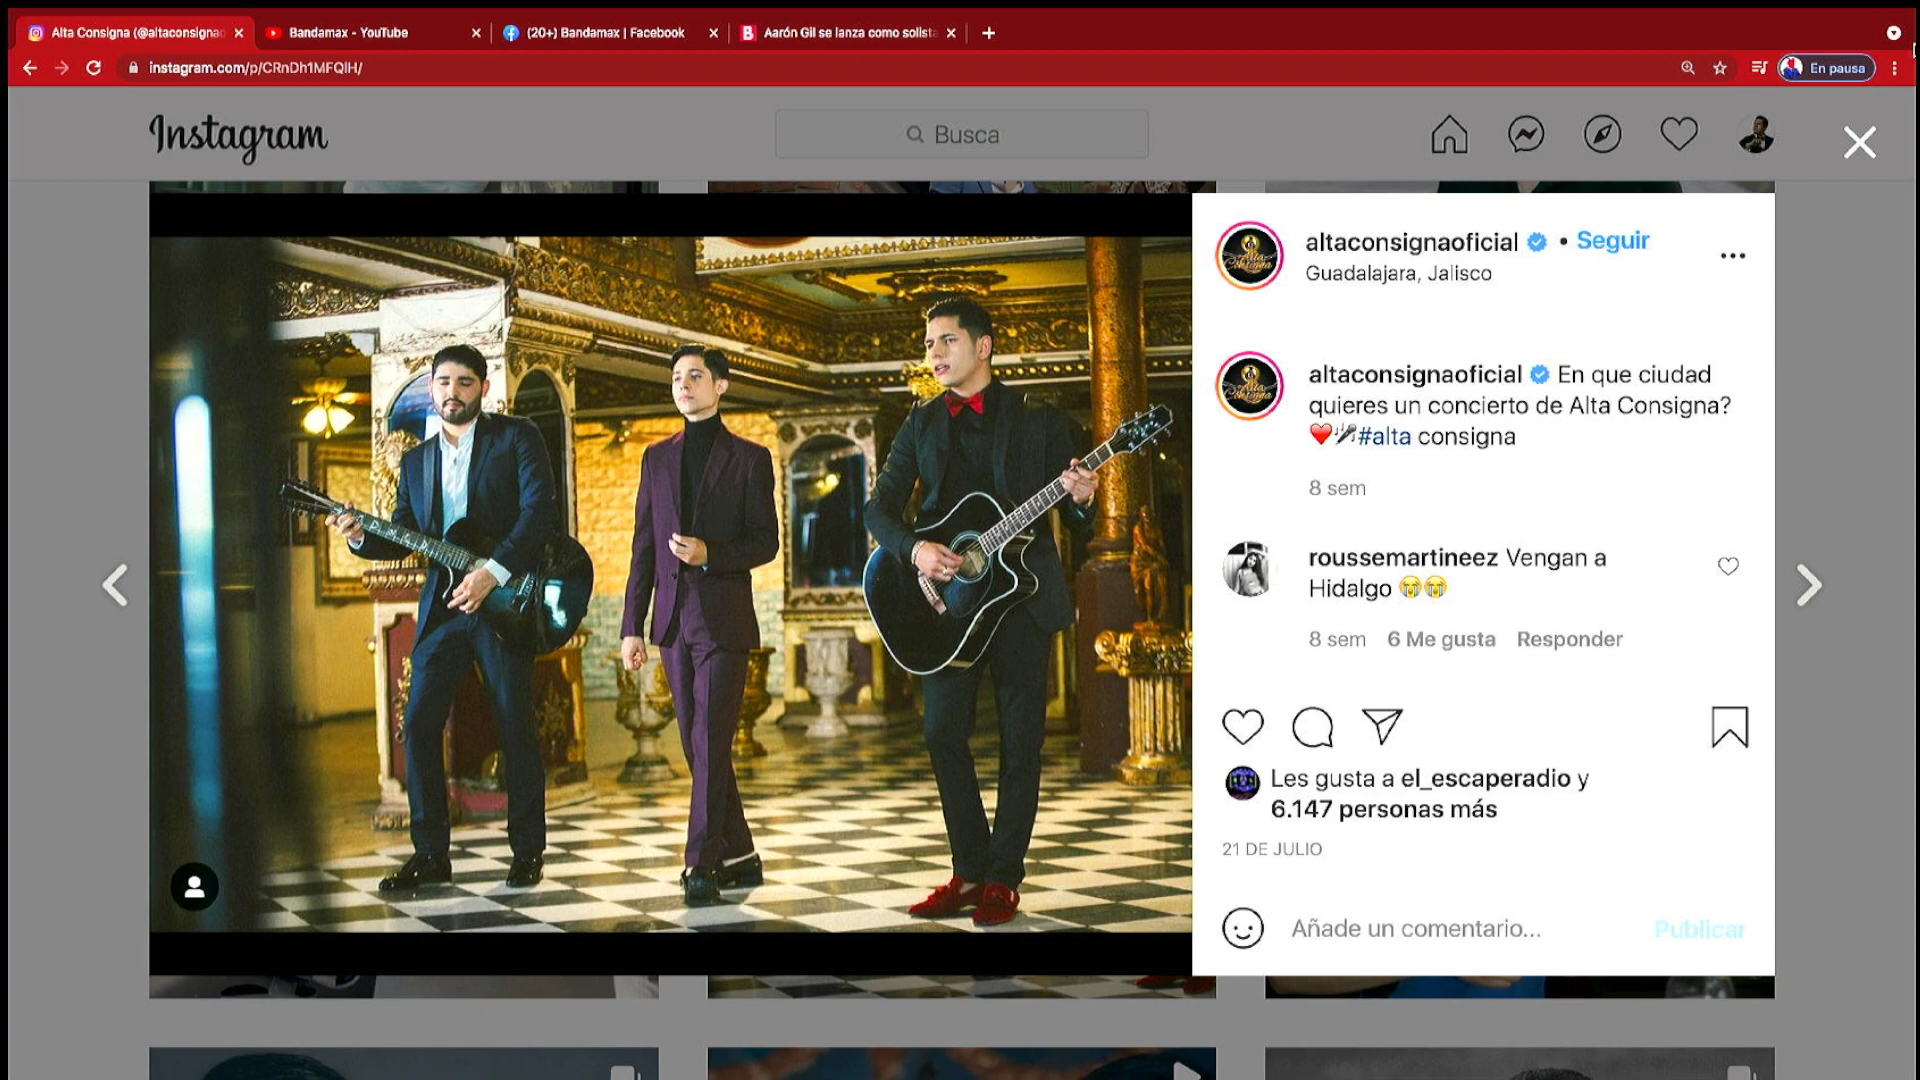 Alta Consigna (@altaconsignao
Bandamax - YouTube
(20+) Bandamax | Facebook
Aarón Gil se lanza como solista
instagram.com/p/CRnDh1MFQlH/
En pausa
Instagram
Busca
altaconsignaoficial • Seguir
Guadalajara, Jalisco
altaconsignaoficial En que ciudad
quieres un concierto de Alta Consigna?
❤️🎤#alta consigna
8 sem
roussemartineez Vengan a
Hidalgo 😭😭
8 sem 6 Me gusta Responder
Les gusta a el_escaperadio y
6.147 personas más
21 DE JULIO
Añade un comentario...
Publicar